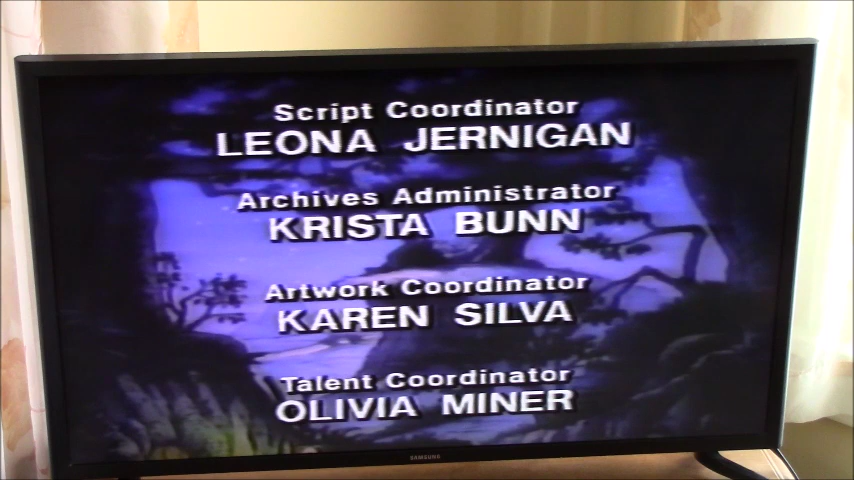 Script Coordinator
LEONA JERNIGAN
Archives Administrator
KRISTA BUNN
Artwork Coordinator
KAREN SILVA
Talent Coordinator
OLIVIA MINER
SAMSUNG